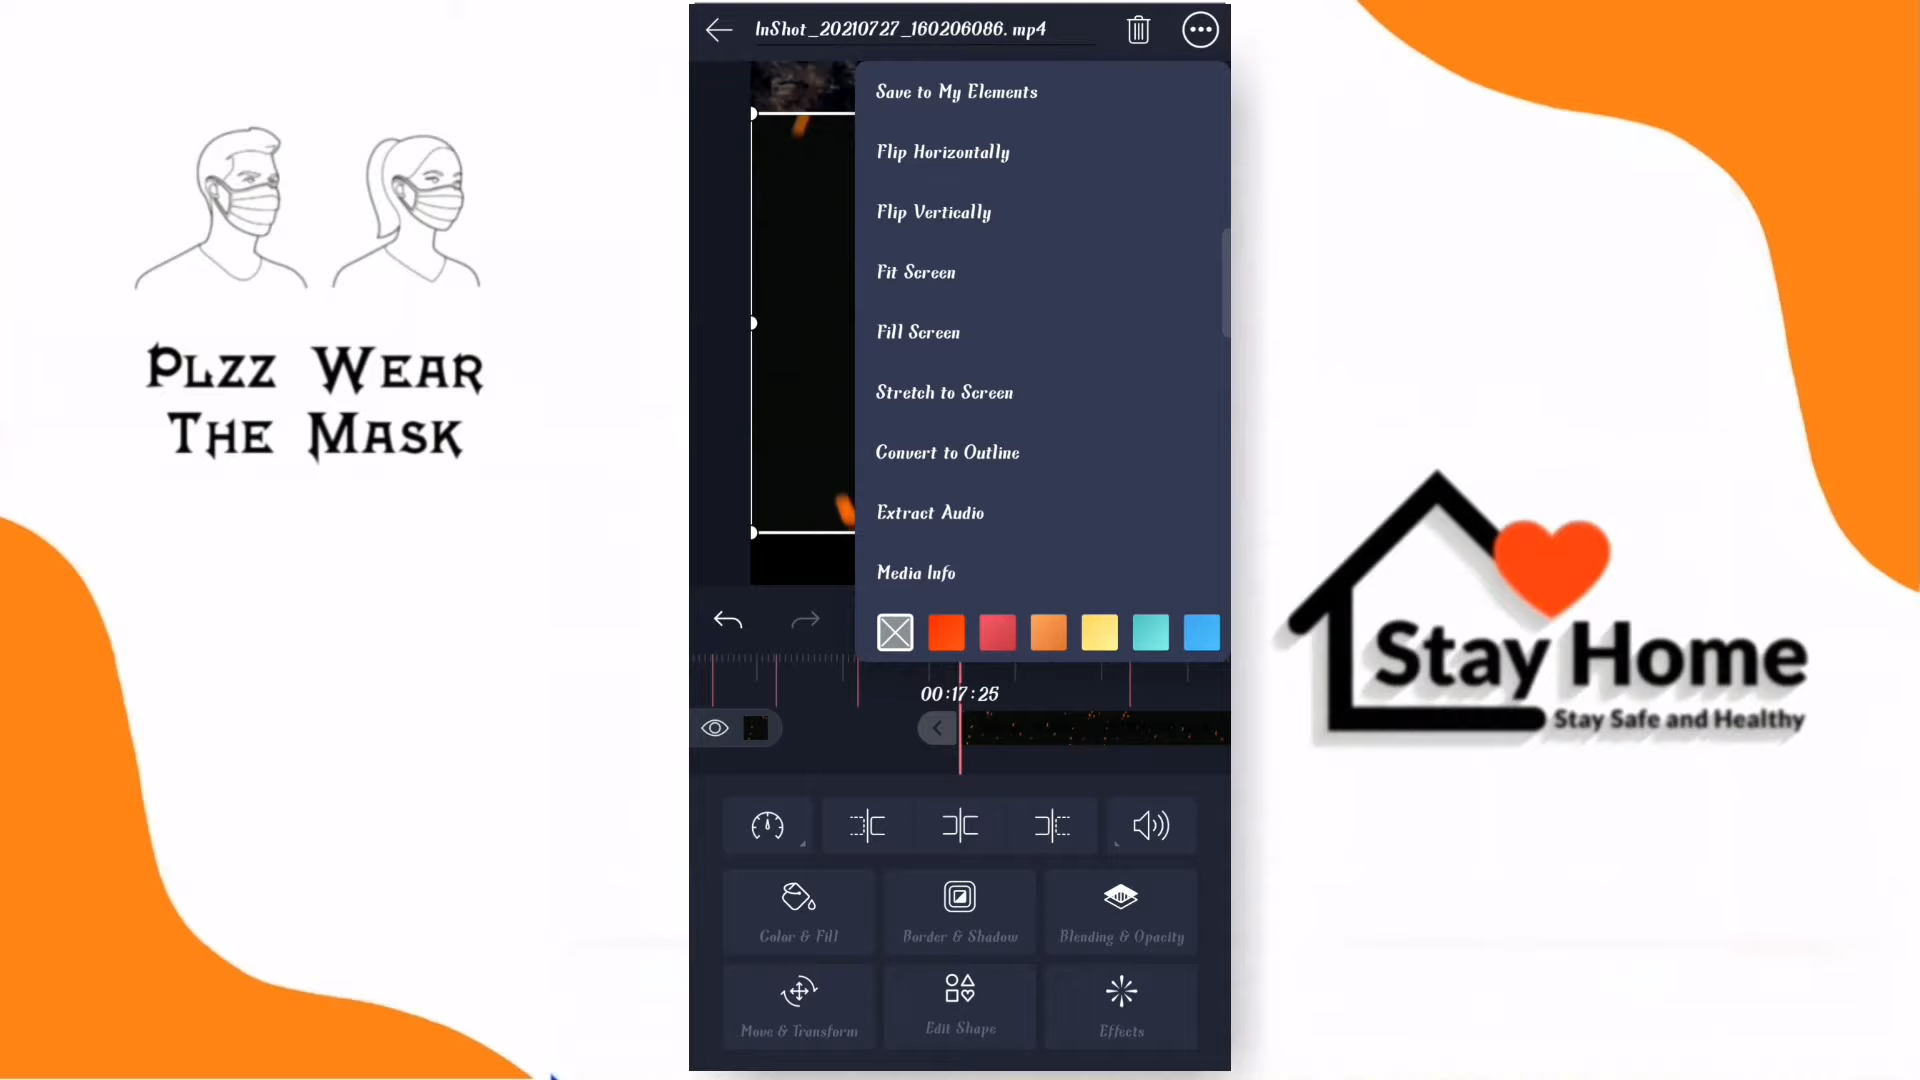 InShot_20210727_160206086.mp4
Save to My Elements
Flip Horizontally
Flip Vertically
Fit Screen
Fill Screen
Stretch to Screen
Convert to Outline
Extract Audio
Media Info
00:17:25
Color & Fill
Border & Shadow
Blending & Opacity
Move & Transform
Edit Shape
Effects
Plzz Wear
The Mask
Stay Home
Stay Safe and Healthy